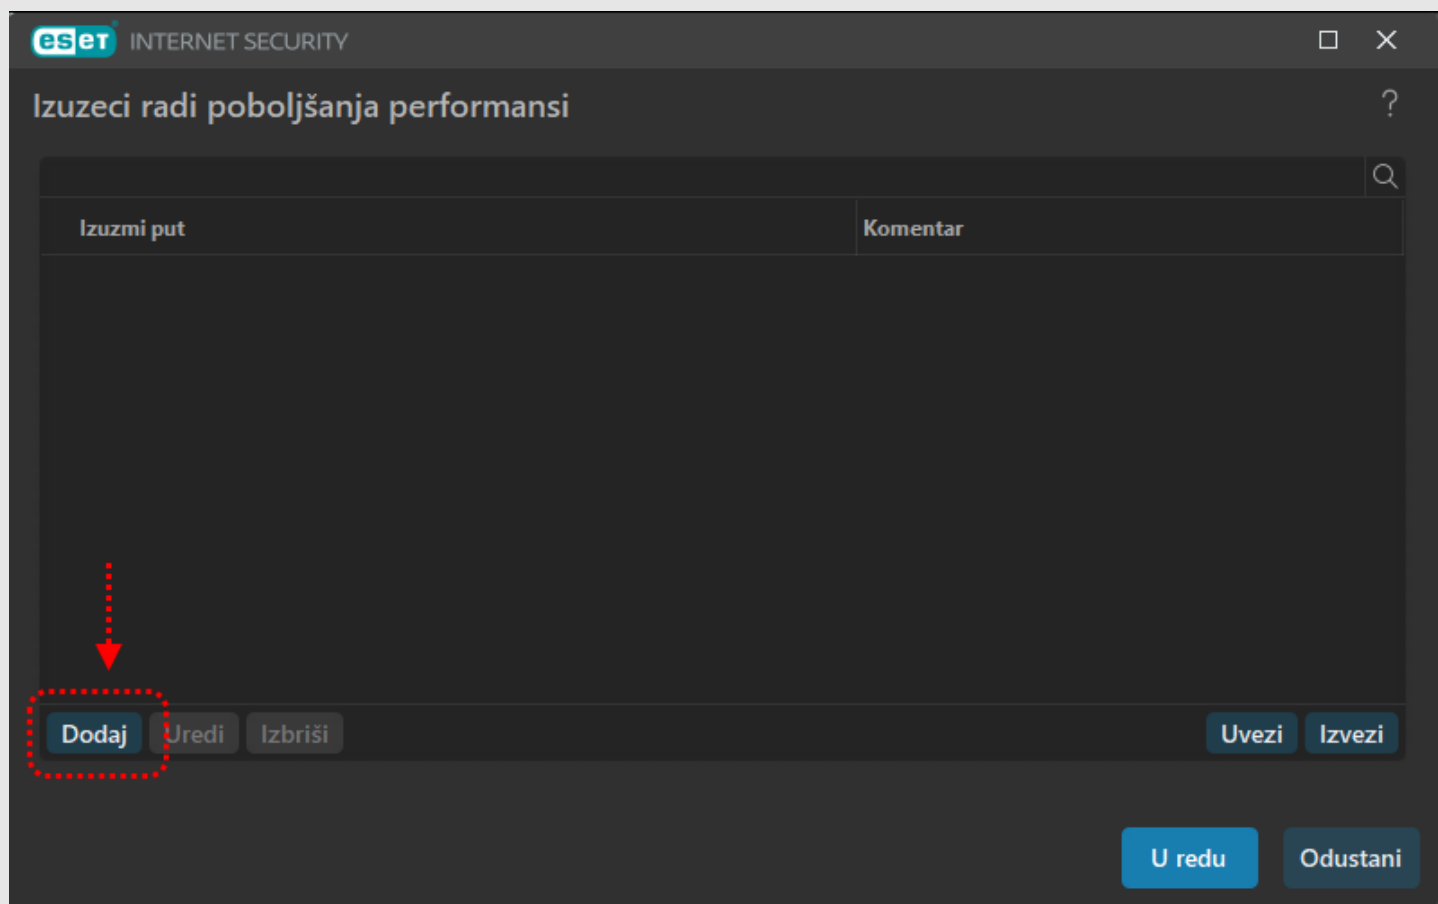 eset INTERNET SECURITY
Izuzeci radi poboljšanja performansi
?
Izuzmi put Komentar
Dodaj Uredi Izbriši Uvezi Izvezi
U redu Odustani